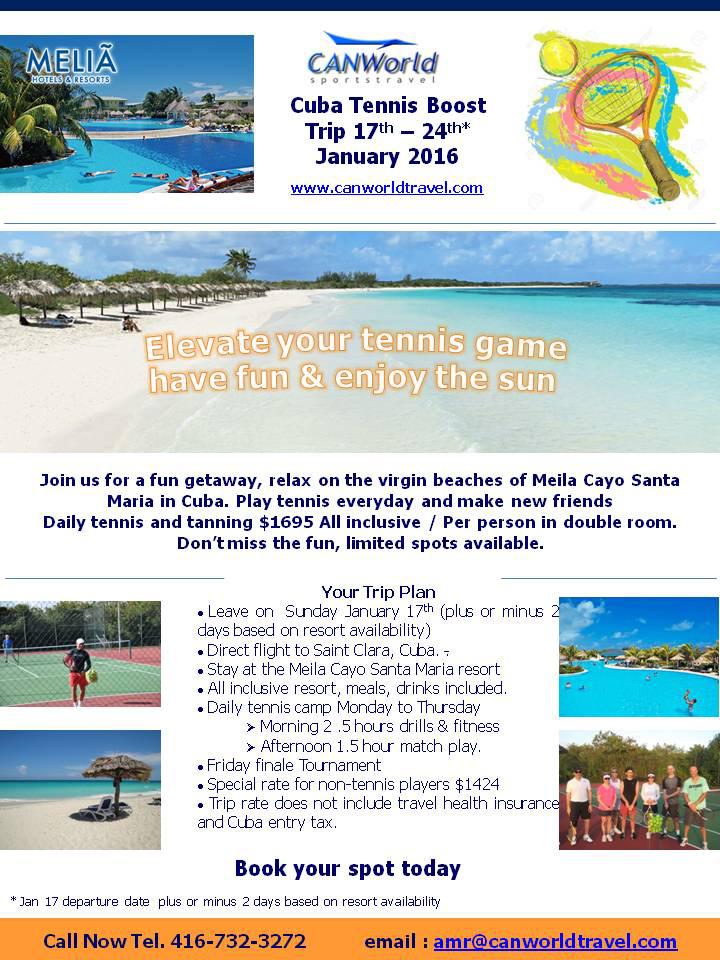 MELIÃ
HOTELS & RESORTS
CANWorld
sportstravel
Cuba Tennis Boost
Trip 17th – 24th*
January 2016
www.canworldtravel.com
Elevate your tennis game
have fun & enjoy the sun
Join us for a fun getaway, relax on the virgin beaches of Meila Cayo Santa
Maria in Cuba. Play tennis everyday and make new friends
Daily tennis and tanning $1695 All inclusive / Per person in double room.
Don't miss the fun, limited spots available.
Your Trip Plan
● Leave on Sunday January 17th (plus or minus 2
days based on resort availability)
● Direct flight to Saint Clara, Cuba. -
● Stay at the Meila Cayo Santa Maria resort
● All inclusive resort, meals, drinks included.
● Daily tennis camp Monday to Thursday
➢ Morning 2 .5 hours drills & fitness
➢ Afternoon 1.5 hour match play.
● Friday finale Tournament
● Special rate for non-tennis players $1424
● Trip rate does not include travel health insurance
and Cuba entry tax.
Book your spot today
* Jan 17 departure date plus or minus 2 days based on resort availability
Call Now Tel. 416-732-3272 email : amr@canworldtravel.com